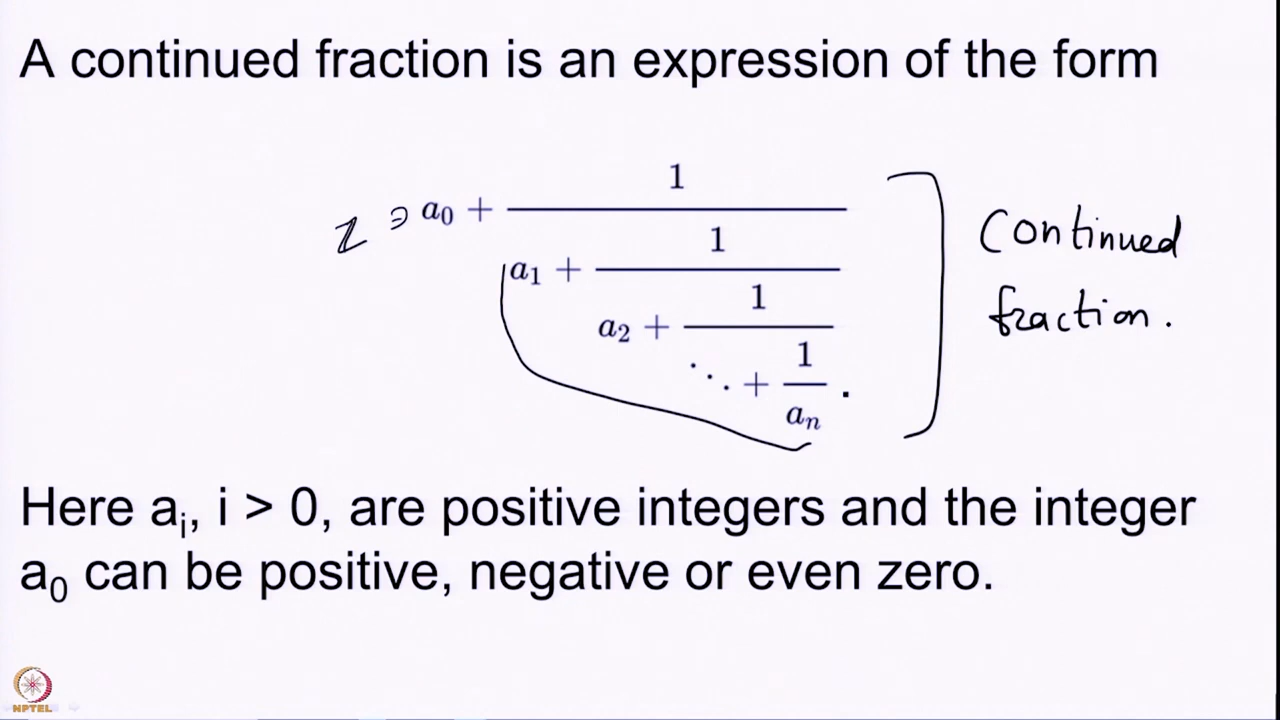 A continued fraction is an expression of the form
z ∍ a₀ + 1
a₁ + 1
a₂ + 1
⋱ + 1
aₙ .
Continued
fraction.
Here aᵢ, i > 0, are positive integers and the integer
a₀ can be positive, negative or even zero.
NPTEL